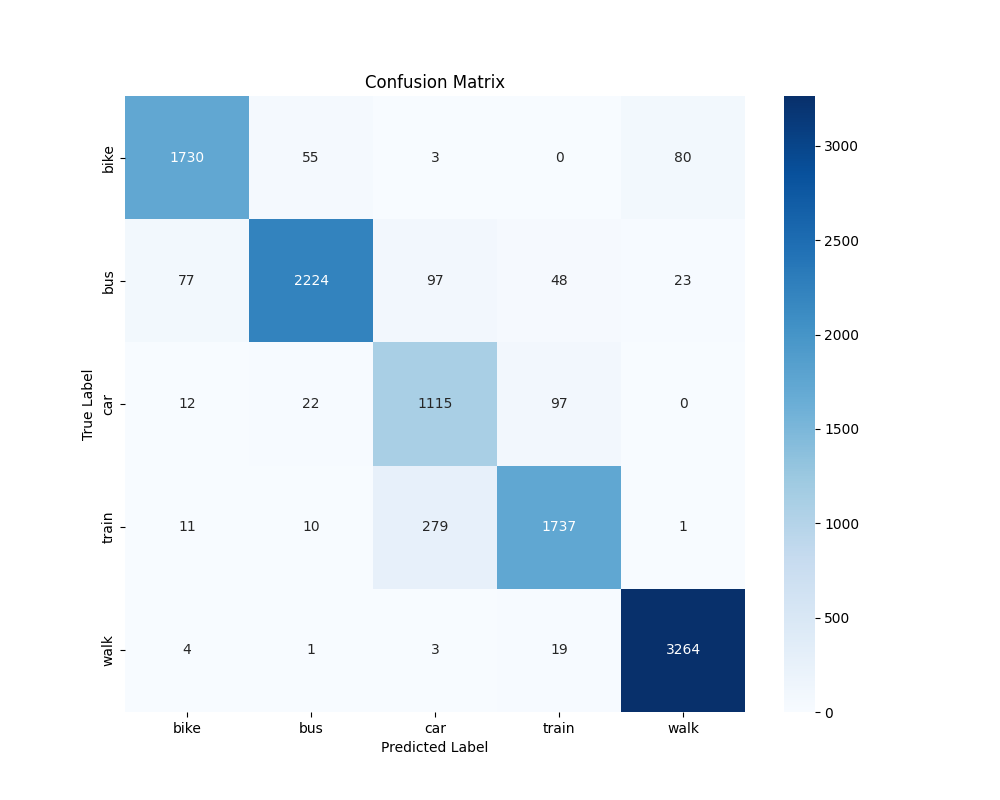 Confusion Matrix
True Label
bike 1730 55 3 0 80
bus 77 2224 97 48 23
car 12 22 1115 97 0
train 11 10 279 1737 1
walk 4 1 3 19 3264
bike bus car train walk
Predicted Label
3000
2500
2000
1500
1000
500
0